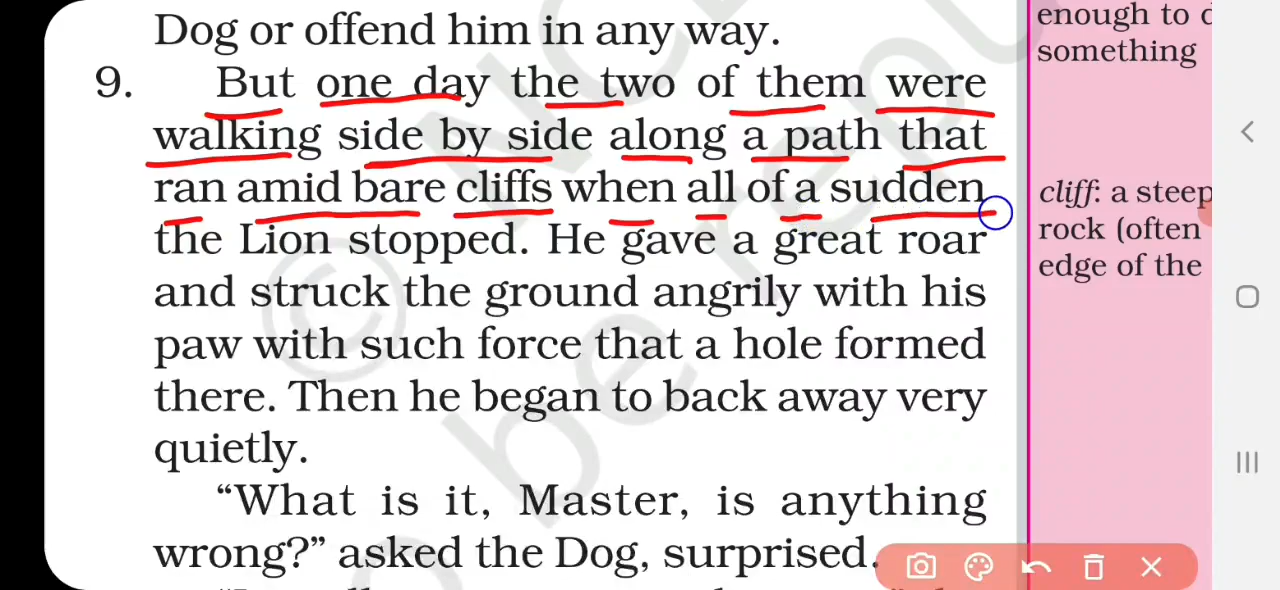 Dog or offend him in any way.
9. But one day the two of them were
walking side by side along a path that
ran amid bare cliffs when all of a sudden
the Lion stopped. He gave a great roar
and struck the ground angrily with his
paw with such force that a hole formed
there. Then he began to back away very
quietly.
“What is it, Master, is anything
wrong?” asked the Dog, surprised.
enough to
something
cliff: a steep
rock (often
edge of the